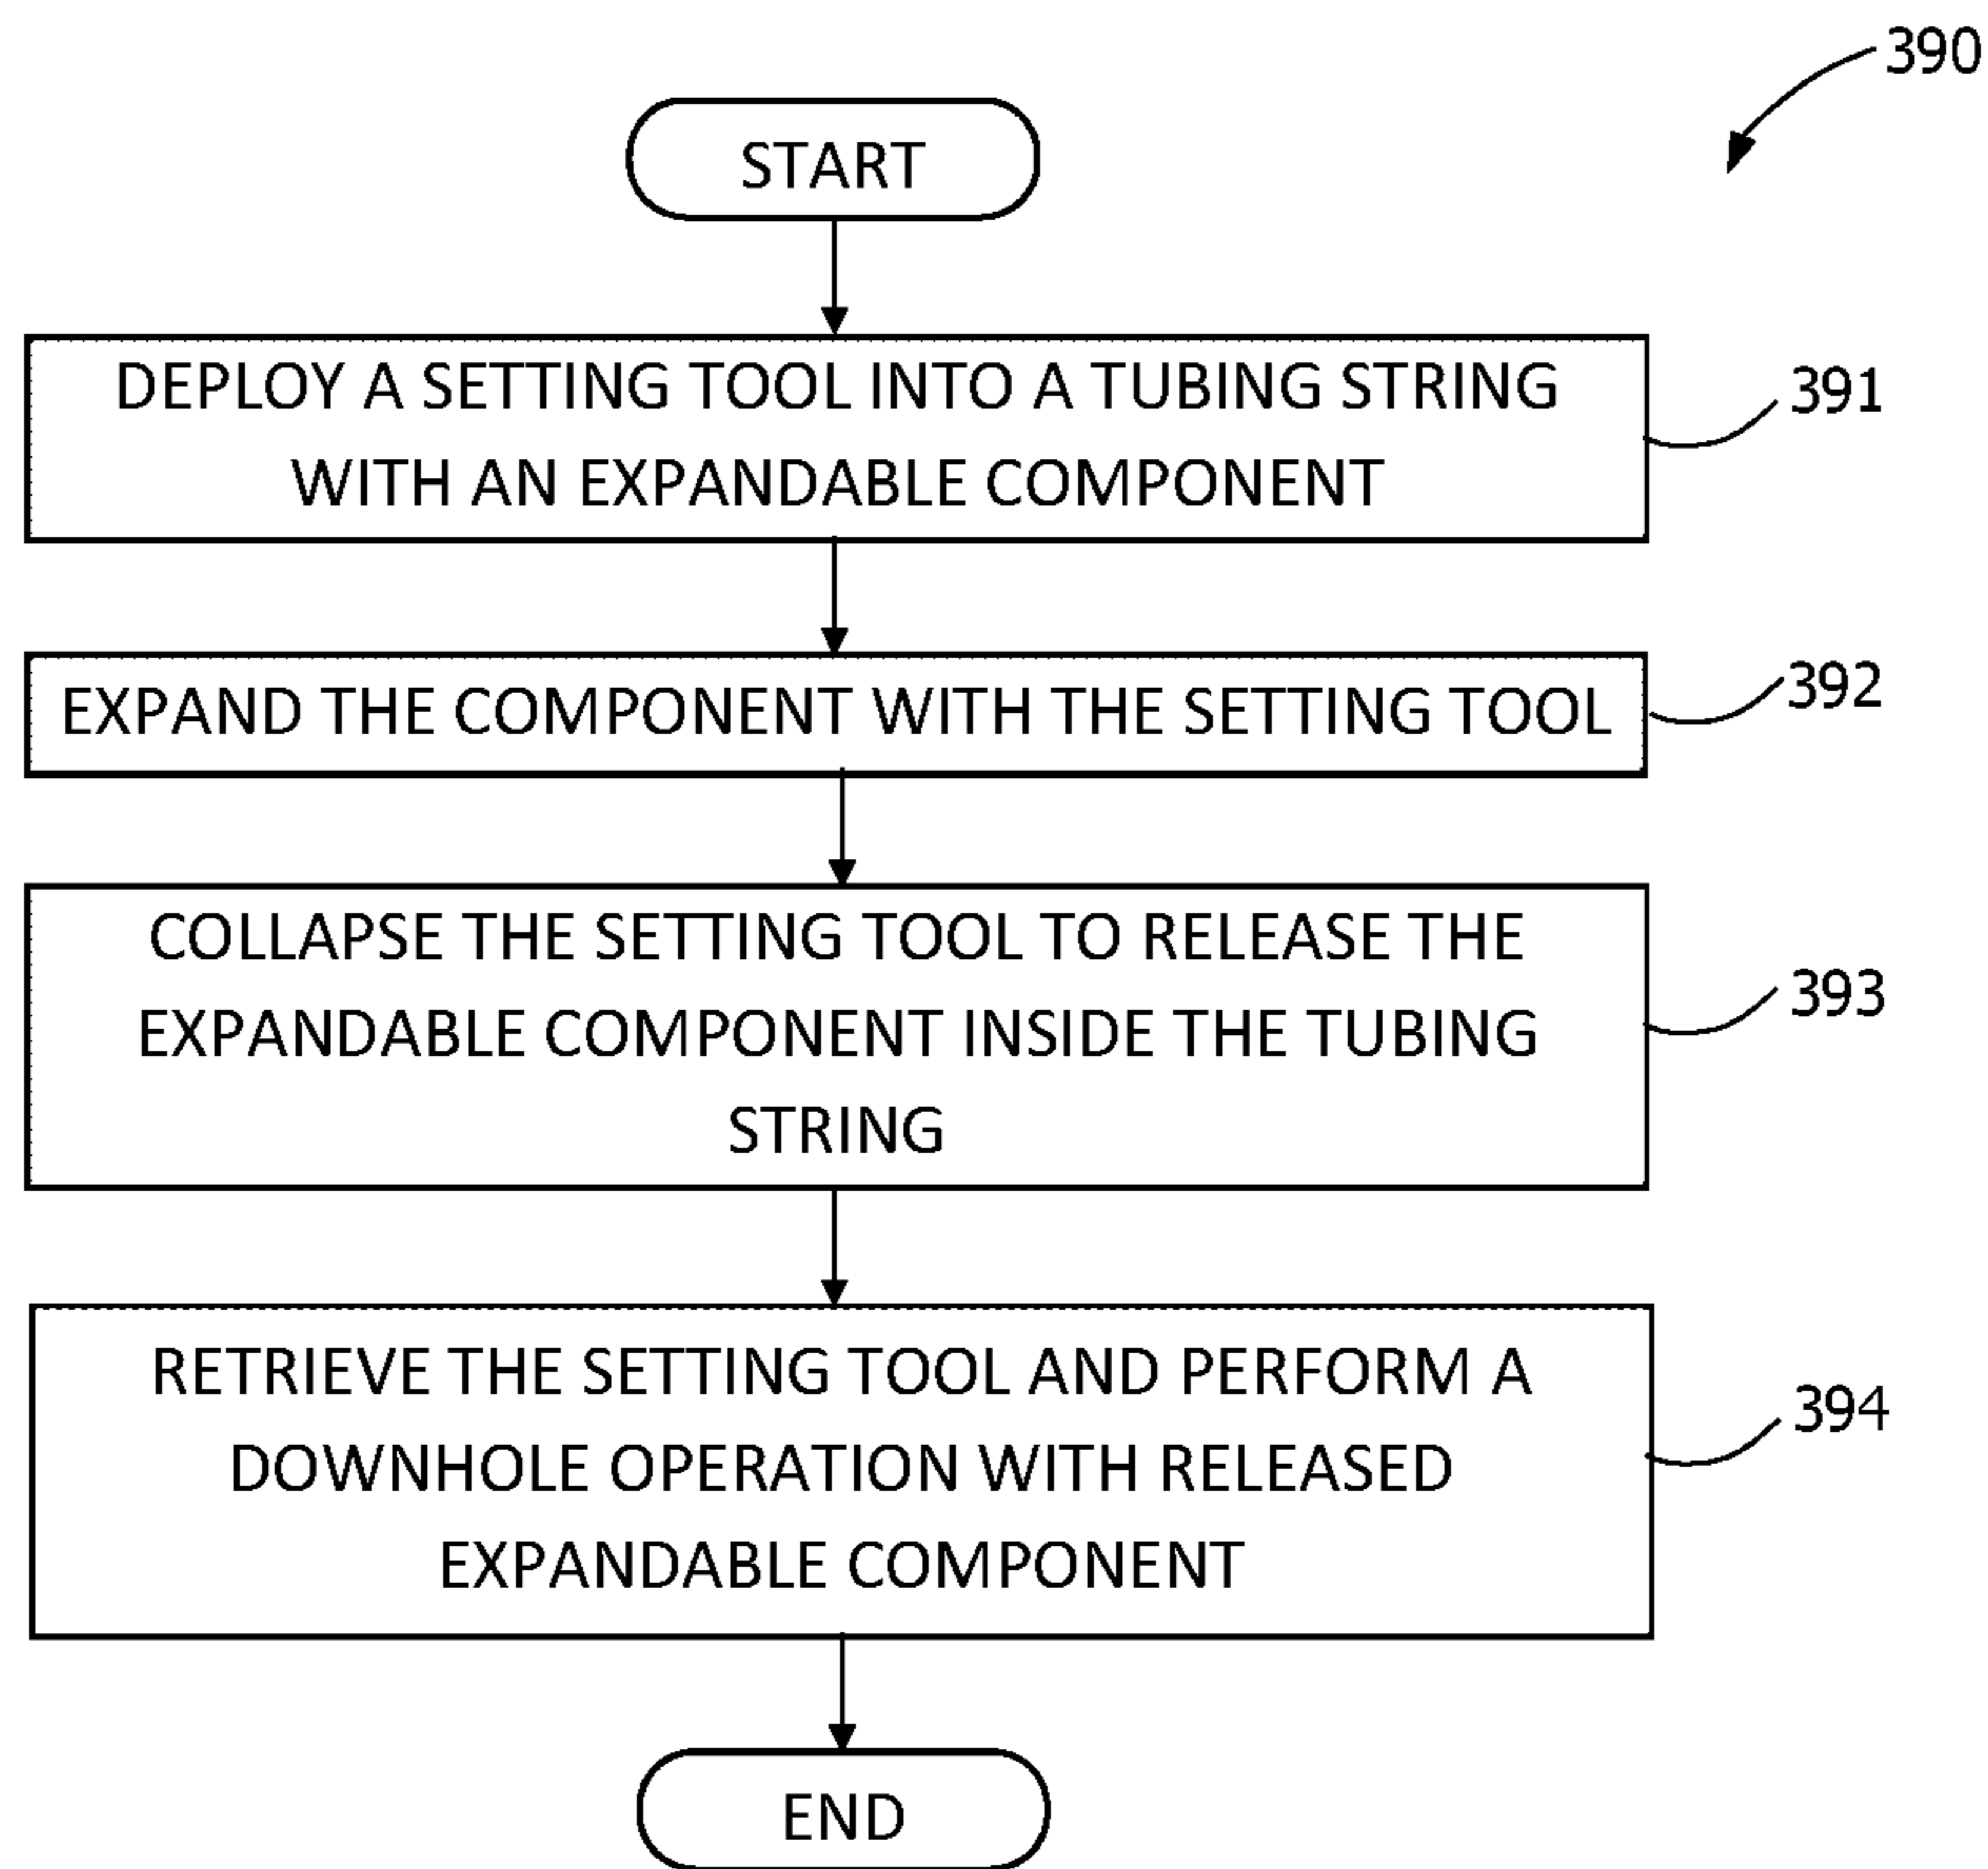 390
START
DEPLOY A SETTING TOOL INTO A TUBING STRING
WITH AN EXPANDABLE COMPONENT
391
EXPAND THE COMPONENT WITH THE SETTING TOOL
392
COLLAPSE THE SETTING TOOL TO RELEASE THE
EXPANDABLE COMPONENT INSIDE THE TUBING
STRING
393
RETRIEVE THE SETTING TOOL AND PERFORM A
DOWNHOLE OPERATION WITH RELEASED
EXPANDABLE COMPONENT
394
END